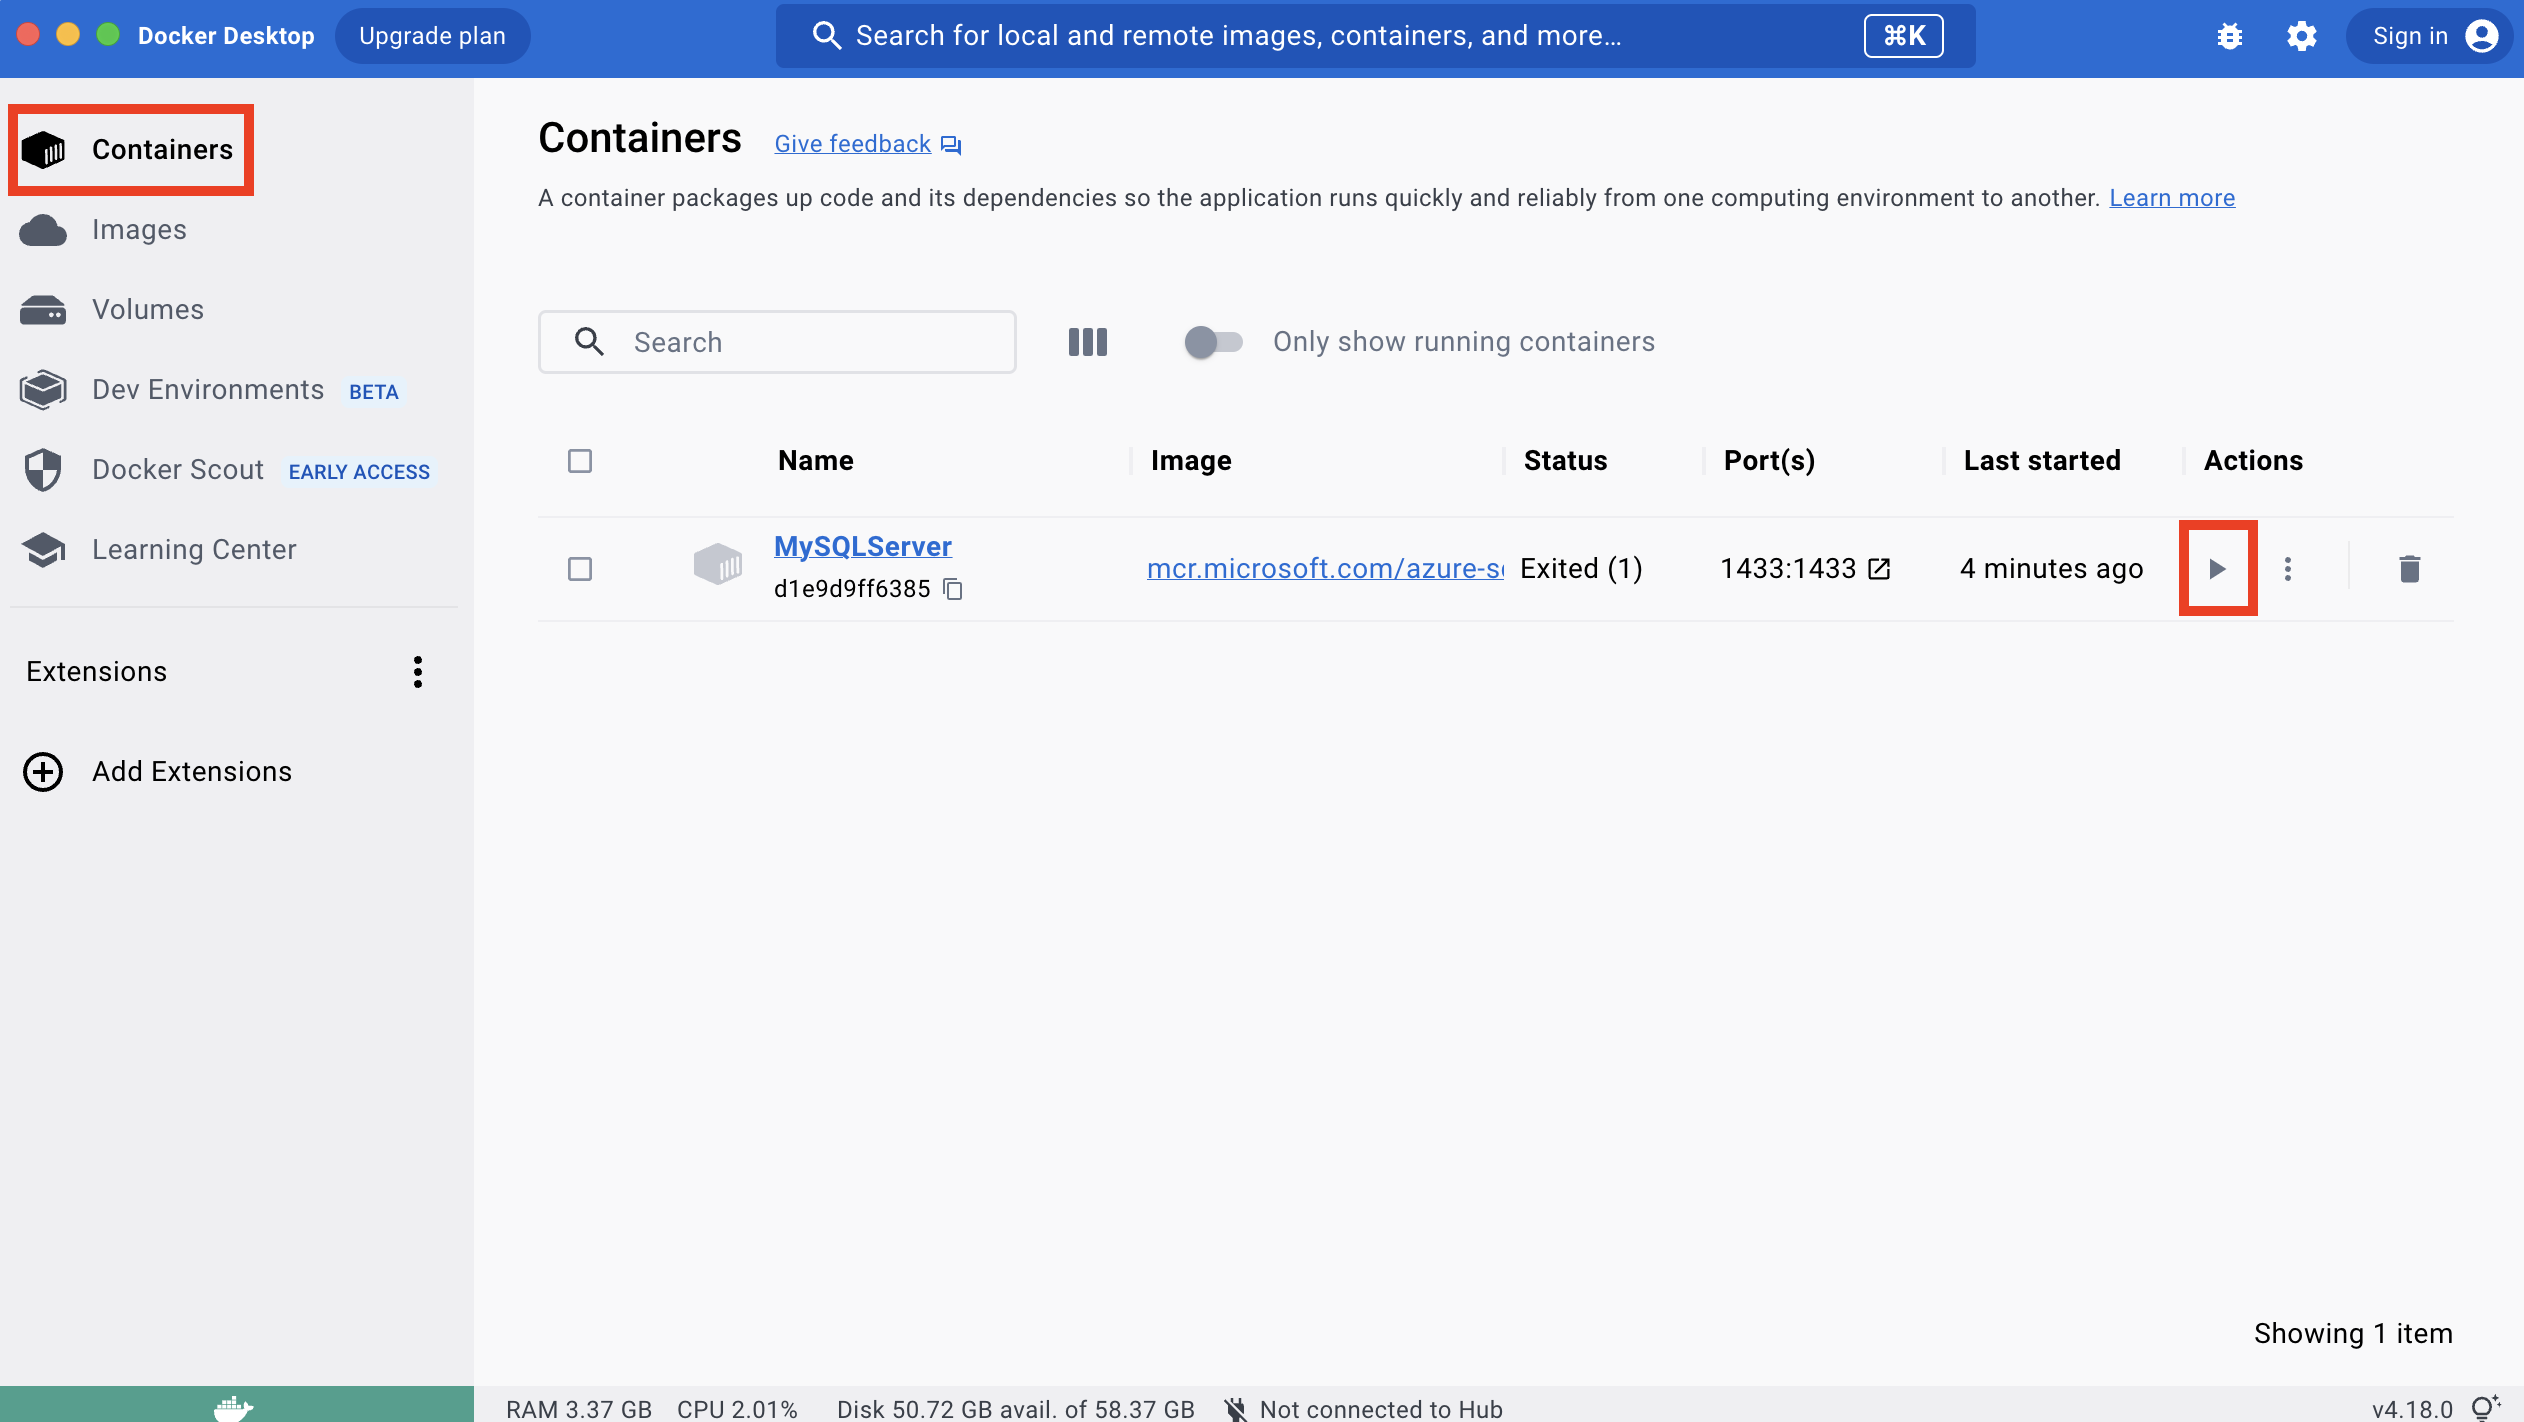 Docker Desktop
Upgrade plan
Search for local and remote images, containers, and more...
⌘K
Sign in
Containers
Images
Volumes
Dev Environments BETA
Docker Scout EARLY ACCESS
Learning Center
Extensions
Add Extensions
Containers Give feedback
A container packages up code and its dependencies so the application runs quickly and reliably from one computing environment to another. Learn more
Search
Only show running containers
Name Image Status Port(s) Last started Actions
MySQLServer
d1e9d9ff6385
mcr.microsoft.com/azure-s
Exited (1)
1433:1433
4 minutes ago
Showing 1 item
RAM 3.37 GB CPU 2.01% Disk 50.72 GB avail. of 58.37 GB Not connected to Hub
v4.18.0